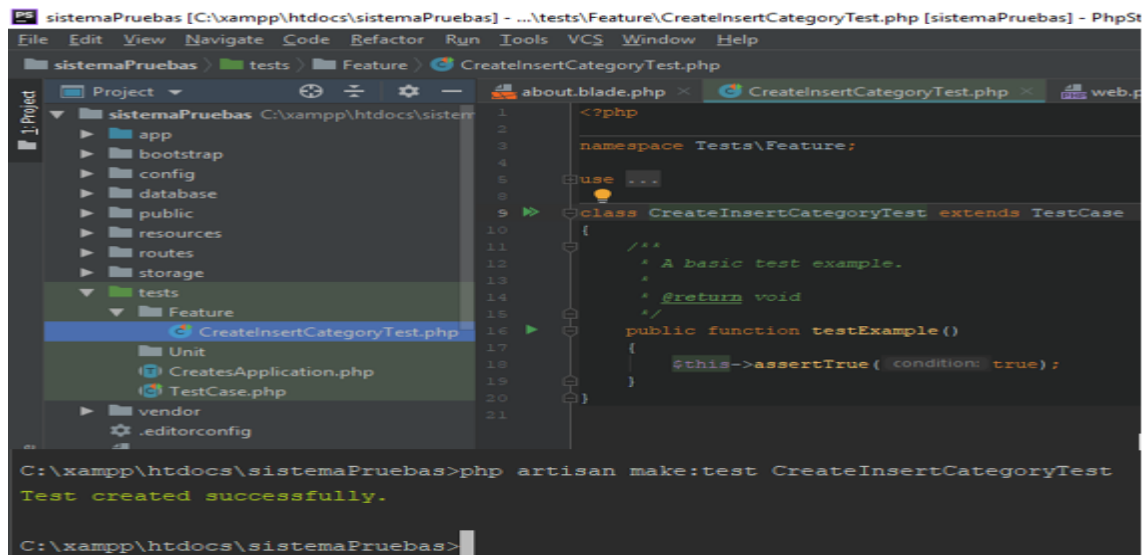 PS sistemaPruebas [C:\xampp\htdocs\sistemaPruebas] - ...\tests\Feature\CreateInsertCategoryTest.php [sistemaPruebas] - PhpSt
File Edit View Navigate Code Refactor Run Tools VCS Window Help
sistemaPruebas tests Feature CreateInsertCategoryTest.php
1: Project
Project
about.blade.php
CreateInsertCategoryTest.php
web.p
sistemaPruebas C:\xampp\htdocs\sistem
app
bootstrap
config
database
public
resources
routes
storage
tests
Feature
CreateInsertCategoryTest.php
Unit
CreatesApplication.php
TestCase.php
vendor
.editorconfig
1 <?php
2
3 namespace Tests\Feature;
4
5 use ...
8
9 class CreateInsertCategoryTest extends TestCase
10 {
11 /**
12 * A basic test example.
13 *
14 * @return void
15 */
16 public function testExample()
17 {
18 $this->assertTrue( condition: true);
19 }
20 }
21
C:\xampp\htdocs\sistemaPruebas>php artisan make:test CreateInsertCategoryTest
Test created successfully.
C:\xampp\htdocs\sistemaPruebas>